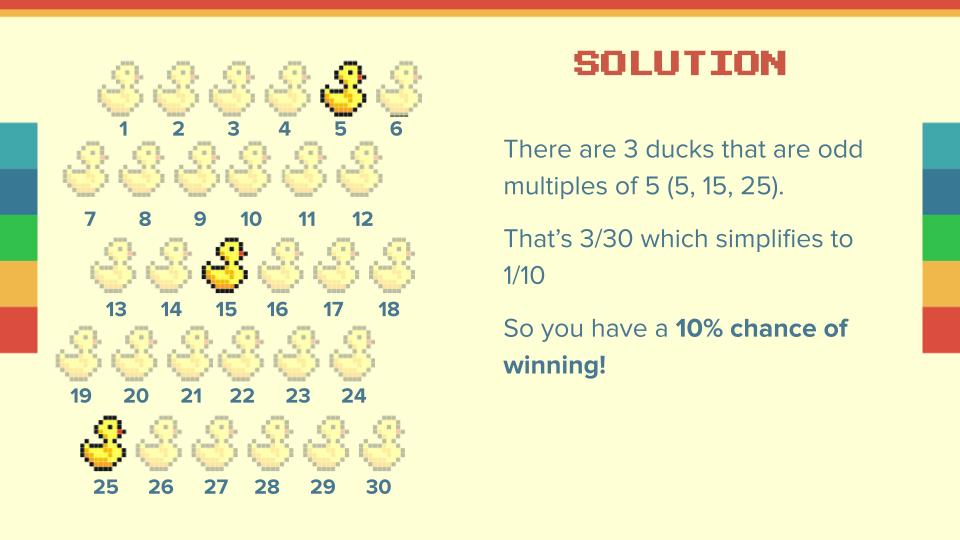 SOLUTION
1 2 3 4 5 6
7 8 9 10 11 12
13 14 15 16 17 18
19 20 21 22 23 24
25 26 27 28 29 30
There are 3 ducks that are odd
multiples of 5 (5, 15, 25).
That’s 3/30 which simplifies to
1/10
So you have a 10% chance of
winning!